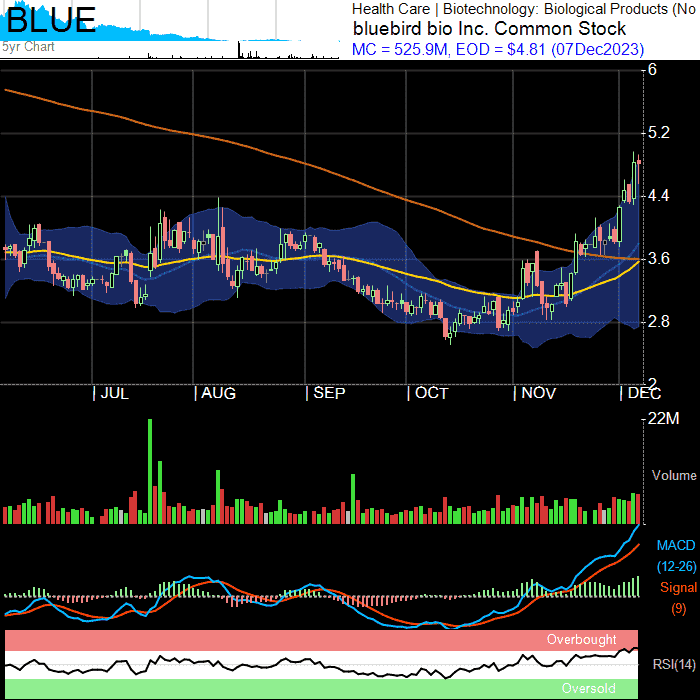 BLUE
5yr Chart
Health Care | Biotechnology: Biological Products (No
bluebird bio Inc. Common Stock
MC = 525.9M, EOD = $4.81 (07Dec2023)
6
5.2
4.4
3.6
2.8
2
| JUL | AUG | SEP | OCT | NOV | DEC
22M
Volume
MACD
(12-26)
Signal
(9)
Overbought
RSI(14)
Oversold